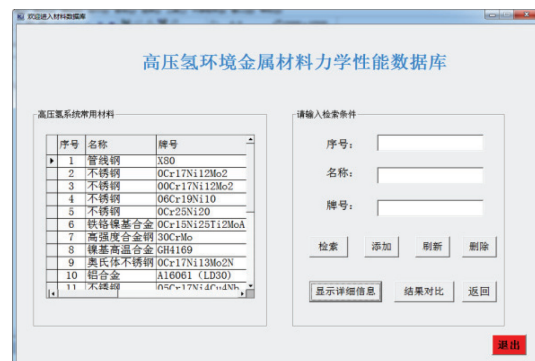 欢迎进入材料数据库
高压氢环境金属材料力学性能数据库
高压氢系统常用材料
序号 名称 牌号
1 管线钢 X80
2 不锈钢 0Cr17Ni12Mo2
3 不锈钢 00Cr17Ni12Mo2
4 不锈钢 06Cr19Ni10
5 不锈钢 0Cr25Ni20
6 铁铬镍基合金 0Cr15Ni25Ti2MoA
7 高强度合金钢 30CrMo
8 镍基高温合金 GH4169
9 奥氏体不锈钢 0Cr17Ni13Mo2N
10 铝合金 A16061 (LD30)
11 不锈钢 05Cr17Ni4Cu4Nb
请输入检索条件
序号:
名称:
牌号:
检索 添加 刷新 删除
显示详细信息 结果对比 返回
退出